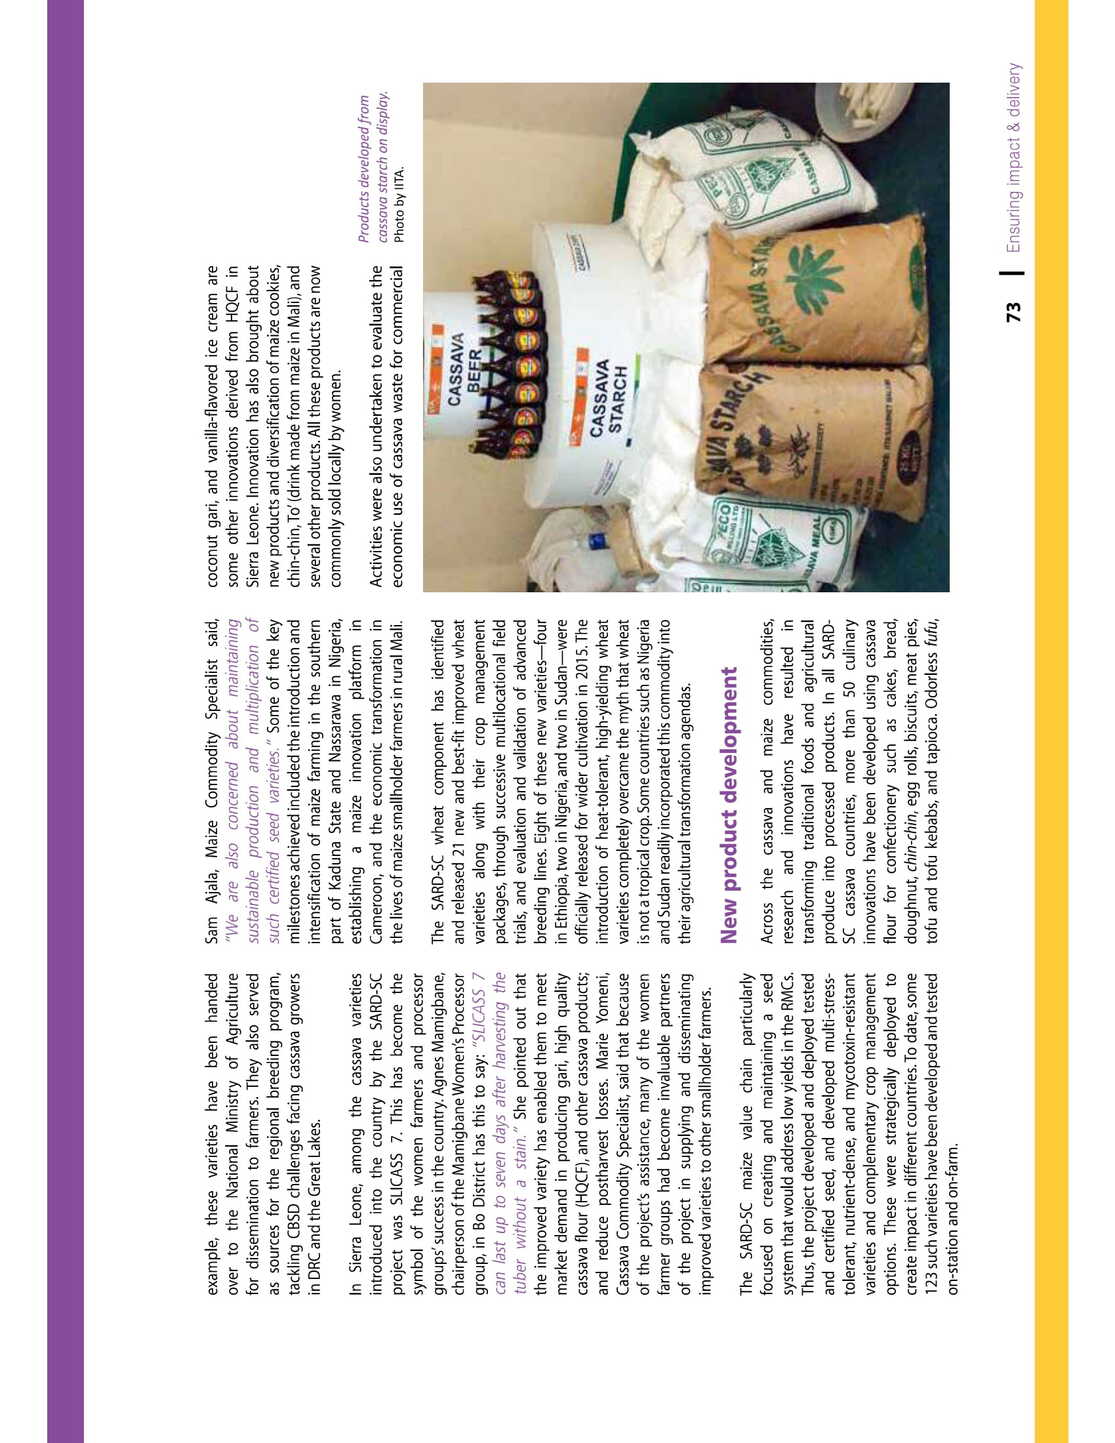 example, these varieties have been handed
over to the National Ministry of Agriculture
for dissemination to farmers. They also served
as sources for the regional breeding program,
tackling CBSD challenges facing cassava growers
in DRC and the Great Lakes.
In Sierra Leone, among the cassava varieties
introduced into the country by the SARD-SC
project was SLICASS 7. This has become the
symbol of the women farmers and processor
groups' success in the country. Agnes Mamigbane,
chairperson of the Mamigbane Women's Processor
group, in Bo District has this to say: "SLICASS 7
can last up to seven days after harvesting the
tuber without a stain." She pointed out that
the improved variety has enabled them to meet
market demand in producing gari, high quality
cassava flour (HQCF), and other cassava products;
and reduce postharvest losses. Marie Yomeni,
Cassava Commodity Specialist, said that because
of the project's assistance, many of the women
farmer groups had become invaluable partners
of the project in supplying and disseminating
improved varieties to other smallholder farmers.
The SARD-SC maize value chain particularly
focused on creating and maintaining a seed
system that would address low yields in the RMCs.
Thus, the project developed and deployed tested
and certified seed, and developed multi-stress-
tolerant, nutrient-dense, and mycotoxin-resistant
varieties and complementary crop management
options. These were strategically deployed to
create impact in different countries. To date, some
123 such varieties have been developed and tested
on-station and on-farm.
Sam Ajala, Maize Commodity Specialist said,
"We are also concerned about maintaining
sustainable production and multiplication of
such certified seed varieties." Some of the key
milestones achieved included the introduction and
intensification of maize farming in the southern
part of Kaduna State and Nassarawa in Nigeria,
establishing a maize innovation platform in
Cameroon, and the economic transformation in
the lives of maize smallholder farmers in rural Mali.
The SARD-SC wheat component has identified
and released 21 new and best-fit improved wheat
varieties along with their crop management
packages, through successive multilocational field
trials, and evaluation and validation of advanced
breeding lines. Eight of these new varieties—four
in Ethiopia, two in Nigeria, and two in Sudan—were
officially released for wider cultivation in 2015. The
introduction of heat-tolerant, high-yielding wheat
varieties completely overcame the myth that wheat
is not a tropical crop. Some countries such as Nigeria
and Sudan readily incorporated this commodity into
their agricultural transformation agendas.
New product development
Across the cassava and maize commodities,
research and innovations have resulted in
transforming traditional foods and agricultural
produce into processed products. In all SARD-
SC cassava countries, more than 50 culinary
innovations have been developed using cassava
flour for confectionery such as cakes, bread,
doughnut, chin-chin, egg rolls, biscuits, meat pies,
tofu and tofu kebabs, and tapioca. Odorless fufu,
coconut gari, and vanilla-flavored ice cream are
some other innovations derived from HQCF in
Sierra Leone. Innovation has also brought about
new products and diversification of maize cookies,
chin-chin, To' (drink made from maize in Mali), and
several other products. All these products are now
commonly sold locally by women.
Activities were also undertaken to evaluate the
economic use of cassava waste for commercial
Products developed from
cassava starch on display.
Photo by IITA.
CASSAVA
BEER
CASSAVA
STARCH
CASSAVA STARCH
25 KG
CASSAVA STAR
PECO
MILLING LTD
CASSAVA MEAL
10KG
PECO
CASSAVA
73
Ensuring impact & delivery